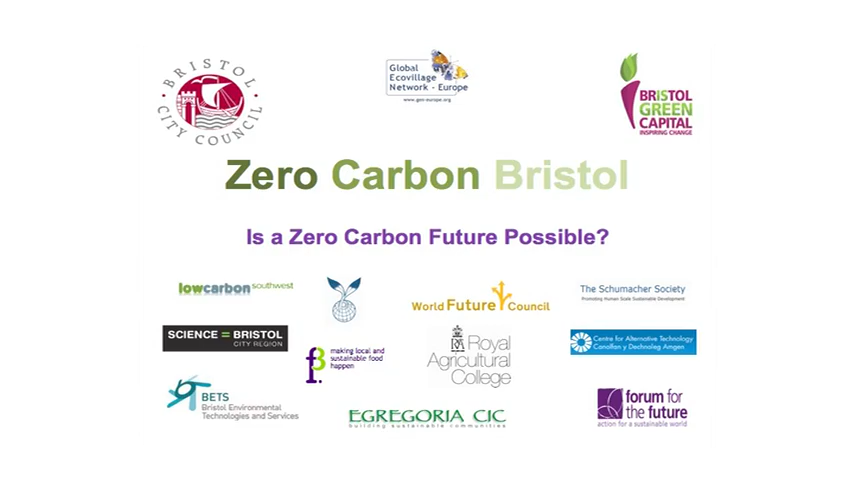 BRISTOL
CITY COUNCIL
Global
Ecovillage
Network - Europe
www.gen-europe.org
BRISTOL
GREEN
CAPITAL
INSPIRING CHANGE
Zero Carbon Bristol
Is a Zero Carbon Future Possible?
lowcarbonsouthwest
World Future Council
The Schumacher Society
Promoting Human Scale Sustainable Development
SCIENCE = BRISTOL
CITY REGION
f3
making local and
sustainable food
happen
Royal
Agricultural
College
Centre for Alternative Technology
Canolfan y Dechnoleg Amgen
BETS
Bristol Environmental
Technologies and Services
EGREGORIA CIC
building sustainable communities
forum for
the future
action for a sustainable world